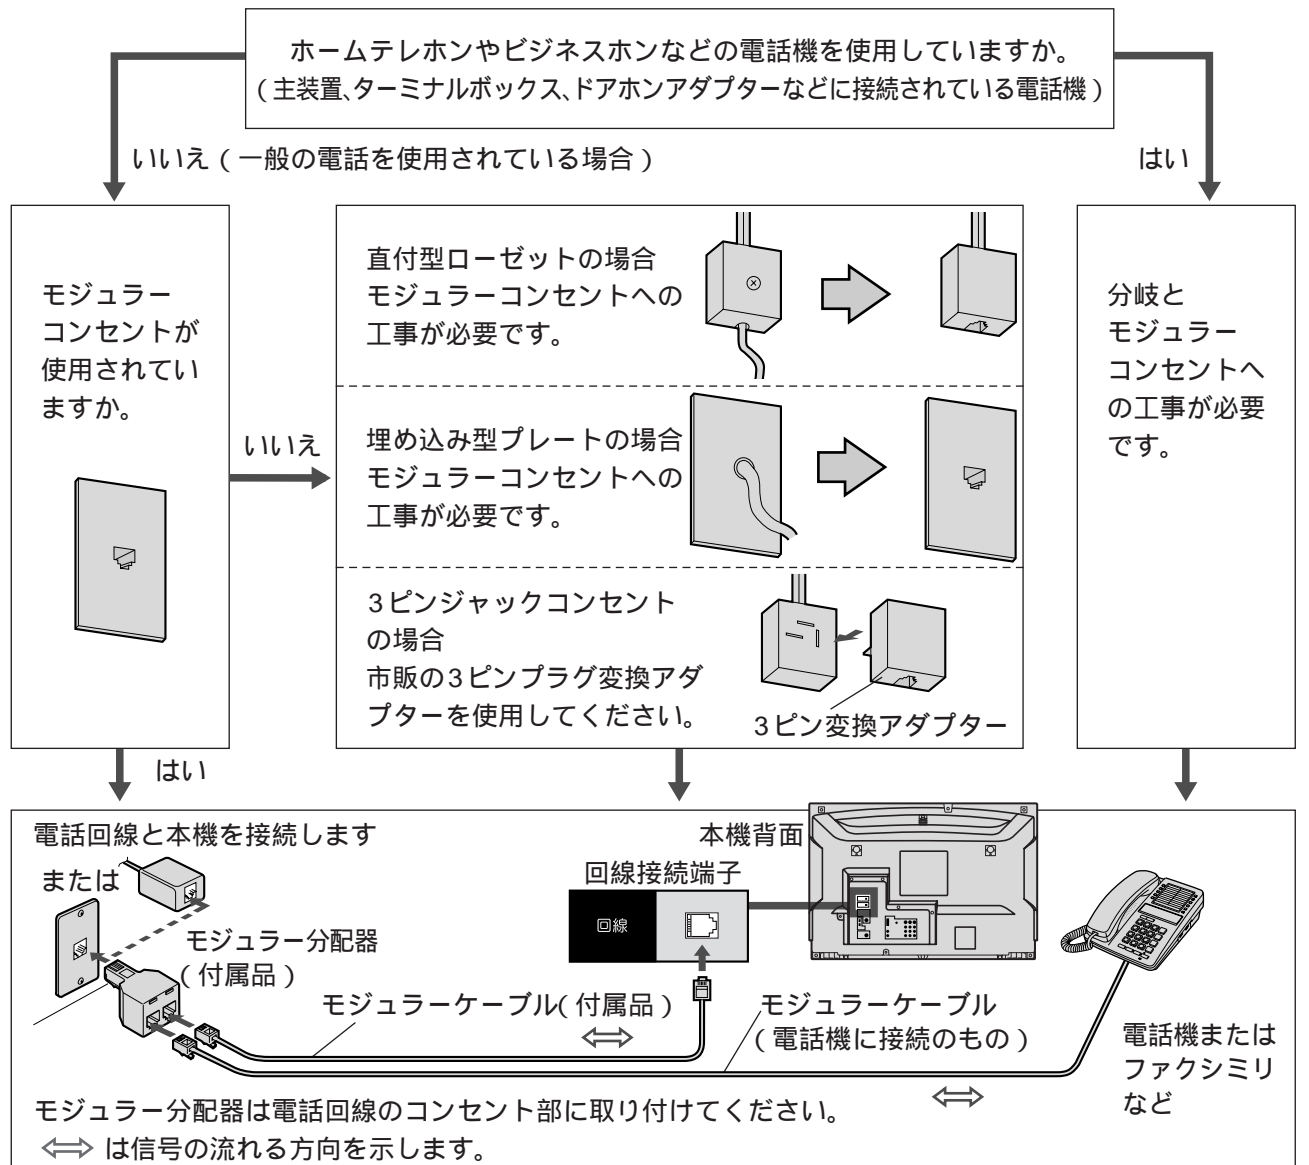 ホームテレホンやビジネスホンなどの電話機を使用していますか。
(主装置、ターミナルボックス、ドアホンアダプターなどに接続されている電話機)
いいえ(一般の電話を使用されている場合)
はい
モジュラー
コンセントが
使用されてい
ますか。
いいえ
直付型ローゼットの場合
モジュラーコンセントへの
工事が必要です。
埋め込み型プレートの場合
モジュラーコンセントへの
工事が必要です。
3ピンジャックコンセント
の場合
市販の3ピンプラグ変換アダ
プターを使用してください。
3ピン変換アダプター
分岐と
モジュラー
コンセントへ
の工事が必要
です。
はい
電話回線と本機を接続します
または
モジュラー分配器
(付属品)
本機背面
回線接続端子
回線
モジュラーケーブル(付属品)
モジュラーケーブル
(電話機に接続のもの)
電話機または
ファクシミリ
など
モジュラー分配器は電話回線のコンセント部に取り付けてください。
⇔は信号の流れる方向を示します。